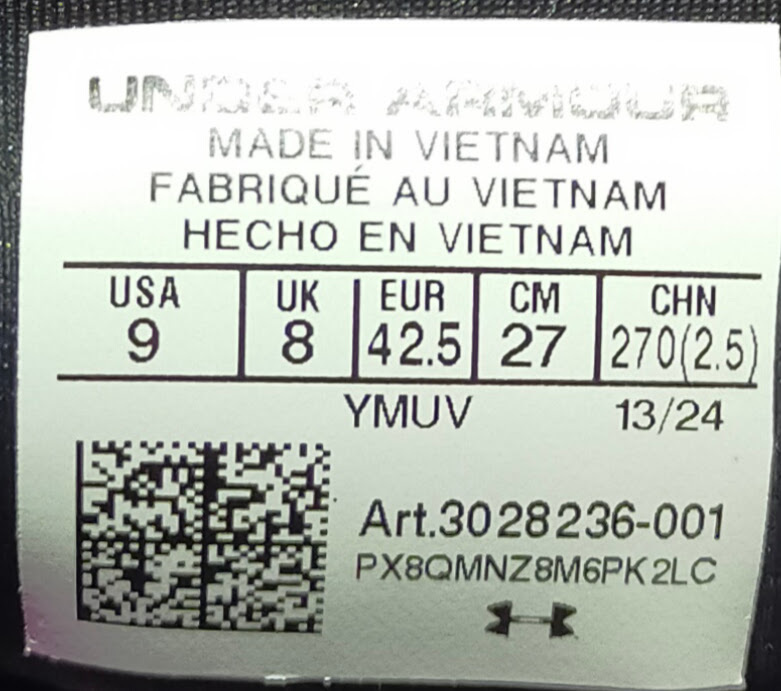 UNDER ARMOUR
MADE IN VIETNAM
FABRIQUÉ AU VIETNAM
HECHO EN VIETNAM
USA UK EUR CM CHN
9 8 42.5 27 270(2.5)
YMUV 13/24
Art.3028236-001
PX8QMNZ8M6PK2LC